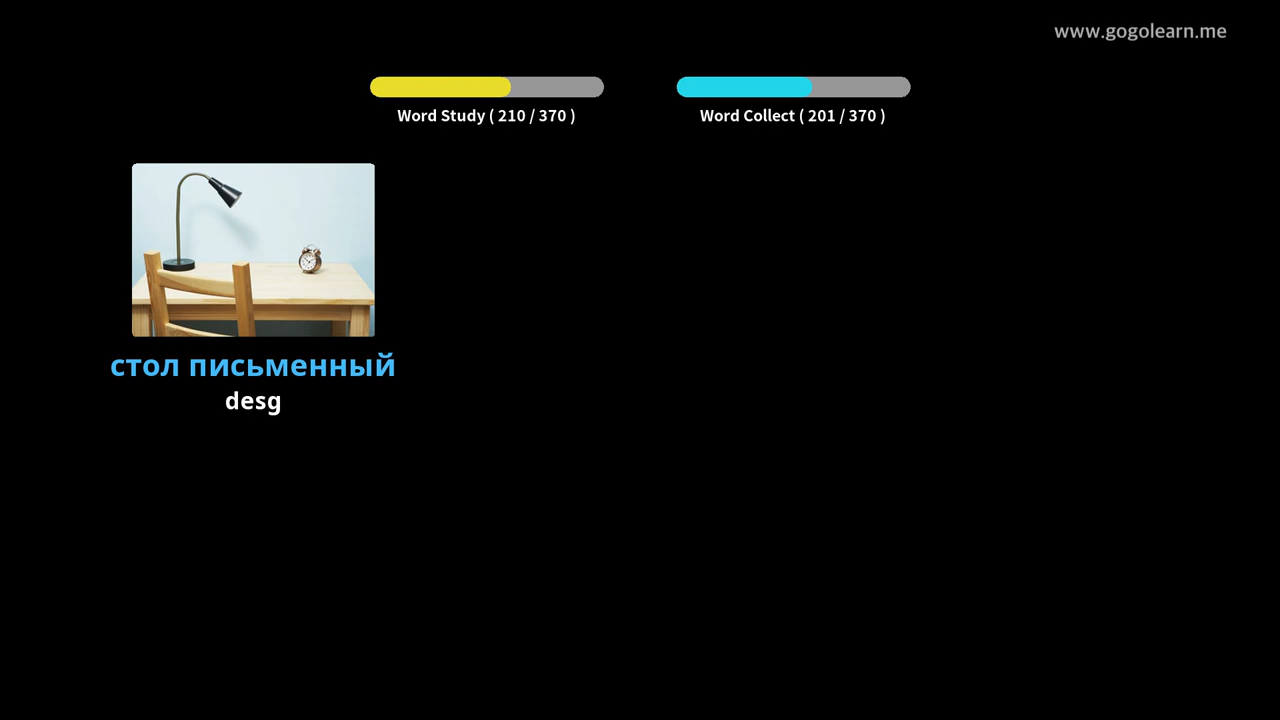 www.gogolearn.me
Word Study ( 210 / 370 )
Word Collect ( 201 / 370 )
стол письменный
desg